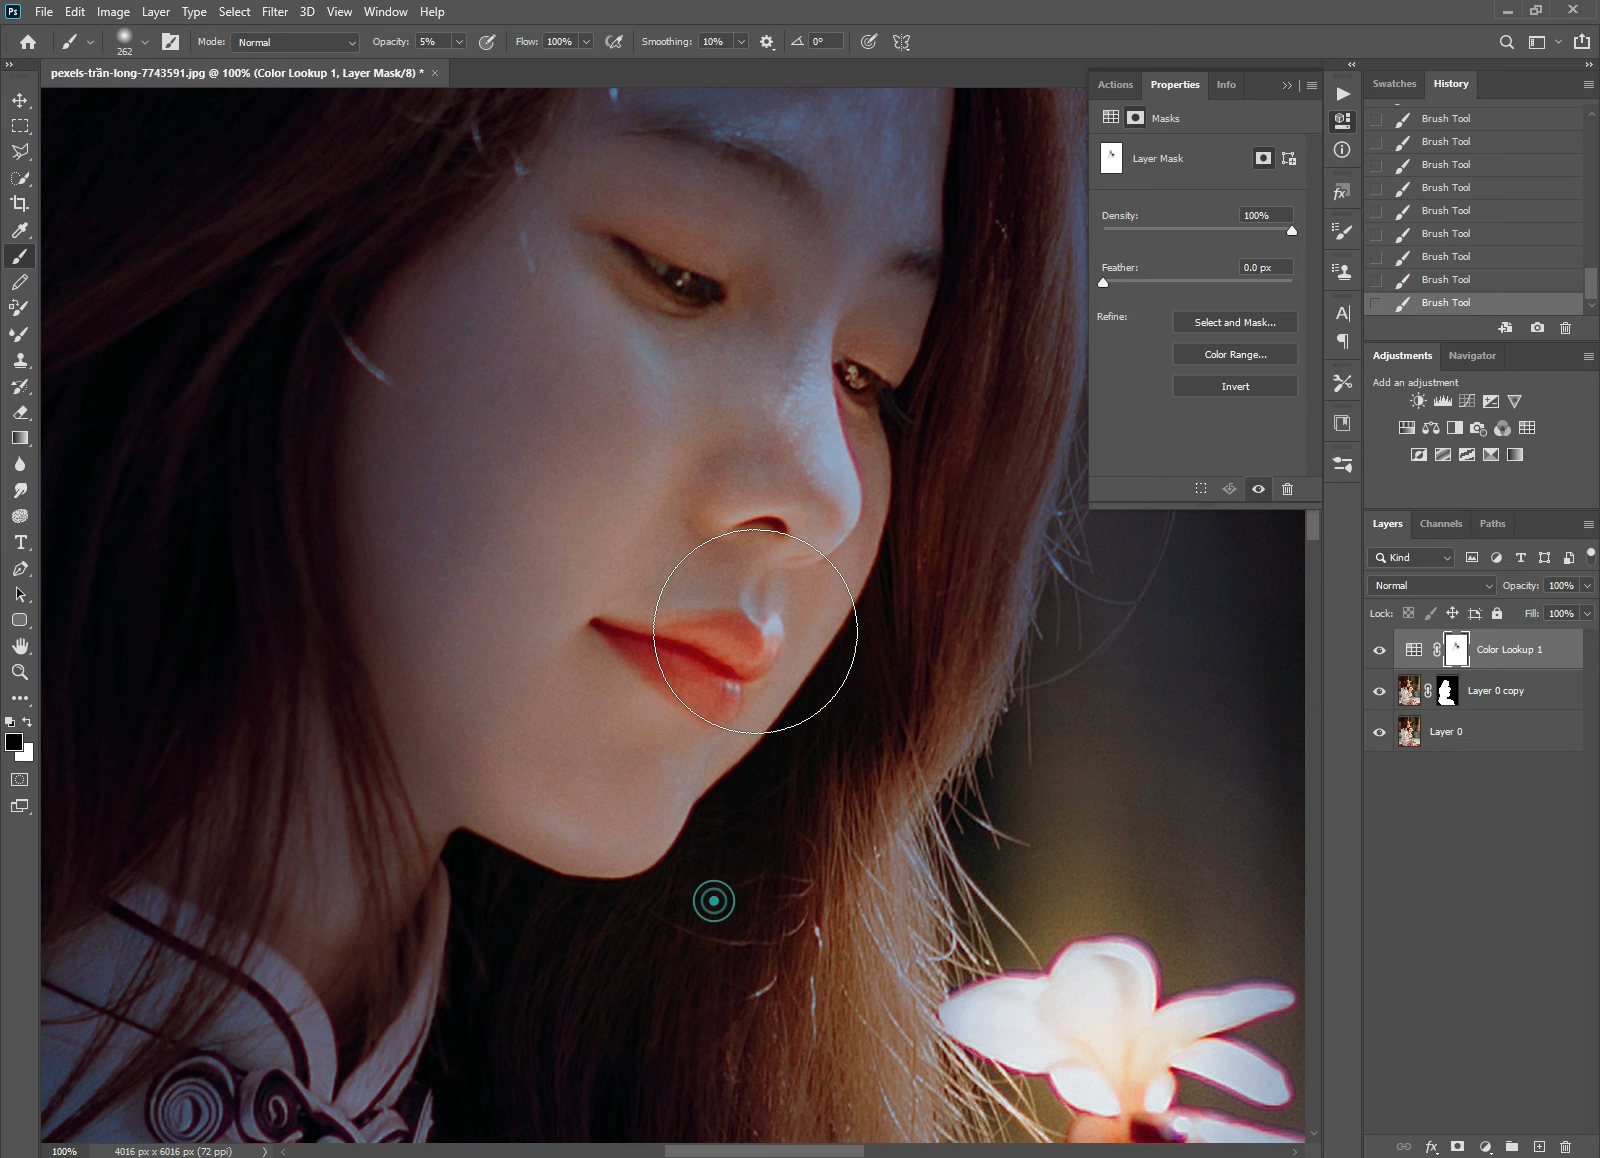 Ps File Edit Image Layer Type Select Filter 3D View Window Help
262 Mode: Normal Opacity: 5% Flow: 100% Smoothing: 10% 0°
pexels-trần-long-7743591.jpg @ 100% (Color Lookup 1, Layer Mask/8) *
Actions Properties Info
Masks
Layer Mask
Density: 100%
Feather: 0.0 px
Refine: Select and Mask...
Color Range...
Invert
Swatches History
Brush Tool
Brush Tool
Brush Tool
Brush Tool
Brush Tool
Brush Tool
Brush Tool
Brush Tool
Brush Tool
Adjustments Navigator
Add an adjustment
Layers Channels Paths
Kind
Normal Opacity: 100%
Lock: Fill: 100%
Color Lookup 1
Layer 0 copy
Layer 0
100% 4016 px x 6016 px (72 ppi)